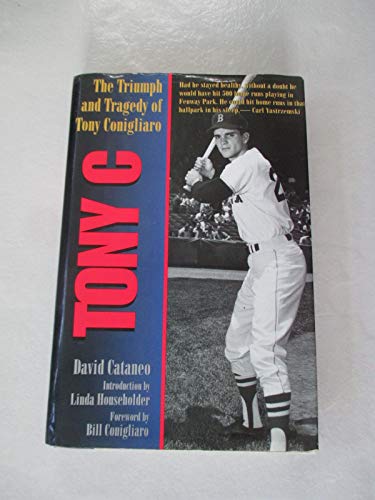 The Triumph
and Tragedy of
Tony Conigliaro
Had he stayed healthy, without a doubt he
would have hit 500 home runs playing in
Fenway Park. He could hit home runs in that
ballpark in his sleep.— Carl Yastrzemski
B
2
TONY C
David Cataneo
Introduction by
Linda Householder
Foreword by
Bill Conigliaro